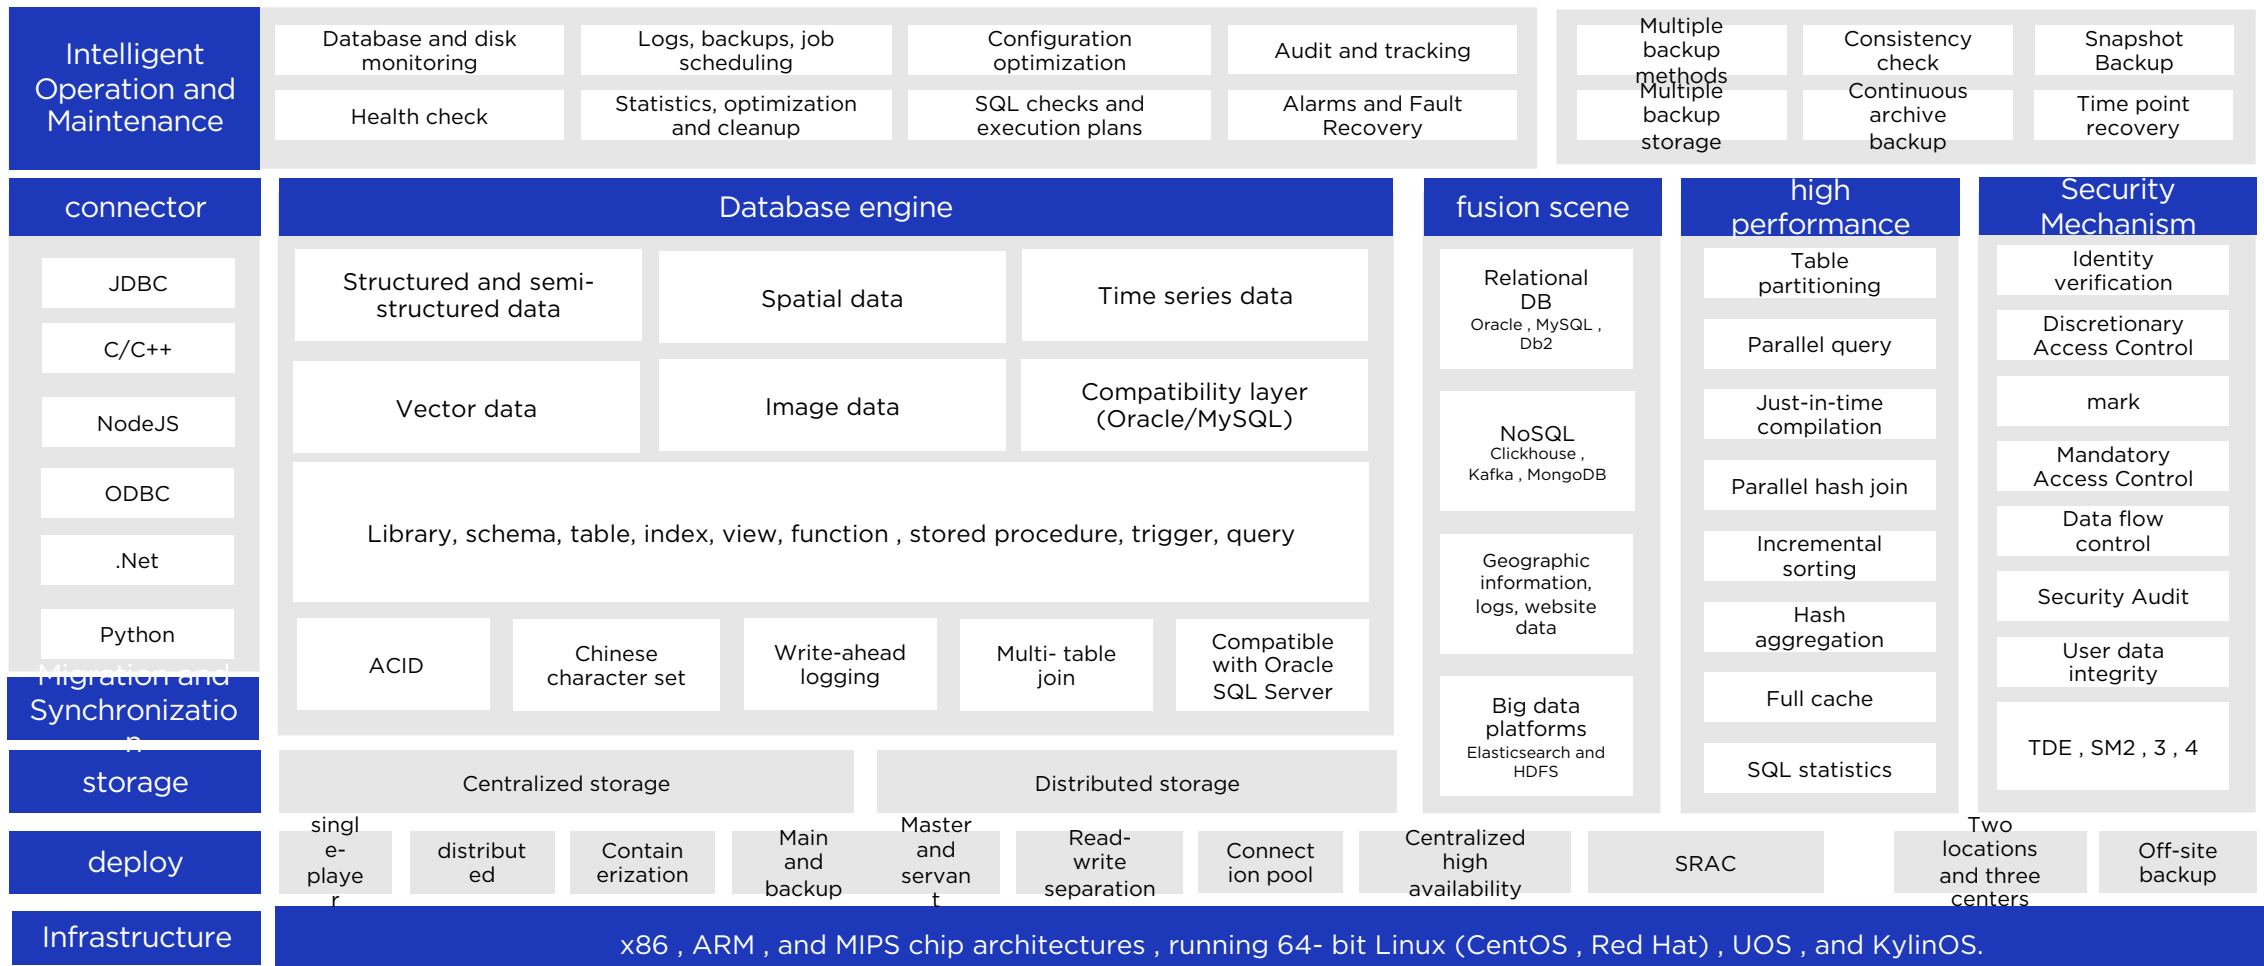 Intelligent
Operation and
Maintenance
Database and disk
monitoring
Logs, backups, job
scheduling
Configuration
optimization
Audit and tracking
Health check
Statistics, optimization
and cleanup
SQL checks and
execution plans
Alarms and Fault
Recovery
Multiple
backup
methods
Consistency
check
Snapshot
Backup
Multiple
backup
storage
Continuous
archive
backup
Time point
recovery
connector
JDBC
C/C++
NodeJS
ODBC
.Net
Python
Migration and
Synchronizatio
n
Database engine
Structured and semi-
structured data
Spatial data
Time series data
Vector data
Image data
Compatibility layer
(Oracle/MySQL)
Library, schema, table, index, view, function , stored procedure, trigger, query
ACID
Chinese
character set
Write-ahead
logging
Multi- table
join
Compatible
with Oracle
SQL Server
fusion scene
Relational
DB
Oracle , MySQL ,
Db2
NoSQL
Clickhouse ,
Kafka , MongoDB
Geographic
information,
logs, website
data
Big data
platforms
Elasticsearch and
HDFS
high
performance
Table
partitioning
Parallel query
Just-in-time
compilation
Parallel hash join
Incremental
sorting
Hash
aggregation
Full cache
SQL statistics
Security
Mechanism
Identity
verification
Discretionary
Access Control
mark
Mandatory
Access Control
Data flow
control
Security Audit
User data
integrity
TDE , SM2 , 3 , 4
storage
Centralized storage
Distributed storage
deploy
singl
e-
playe
r
distribut
ed
Contain
erization
Main
and
backup
Master
and
servan
t
Read-
write
separation
Connect
ion pool
Centralized
high
availability
SRAC
Two
locations
and three
centers
Off-site
backup
Infrastructure
x86 , ARM , and MIPS chip architectures , running 64- bit Linux (CentOS , Red Hat) , UOS , and KylinOS.